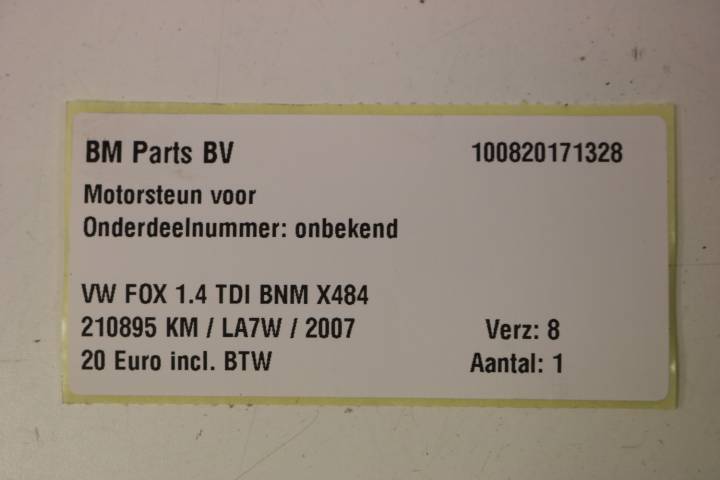 BM Parts BV 100820171328
Motorsteun voor
Onderdeelnummer: onbekend
VW FOX 1.4 TDI BNM X484
210895 KM / LA7W / 2007 Verz: 8
20 Euro incl. BTW Aantal: 1